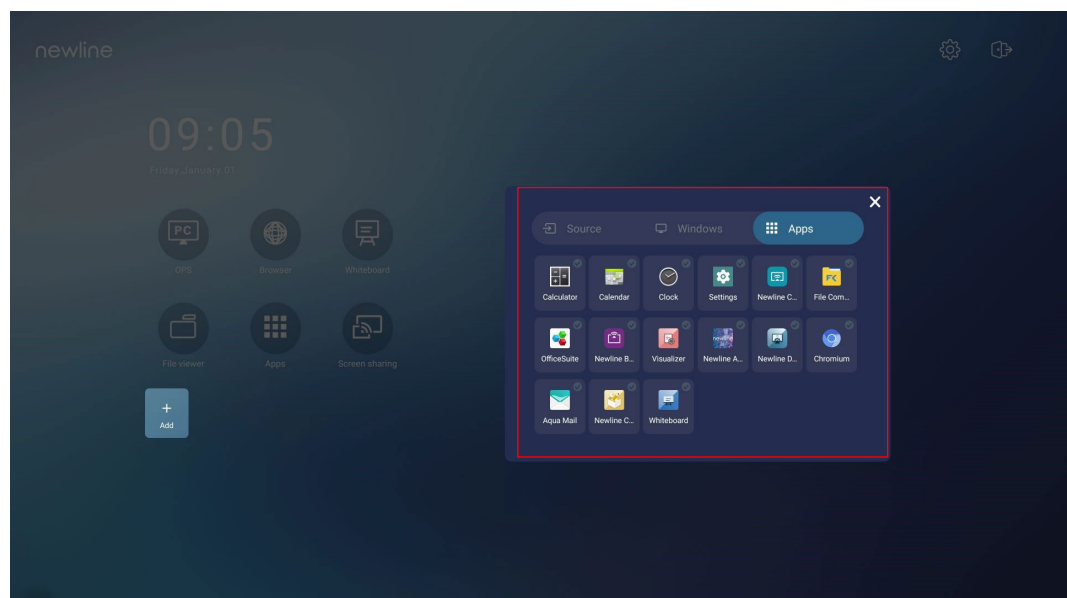 newline
09:05
Friday,January 01
PC
OPS
Browser
Whiteboard
File viewer
Apps
Screen sharing
+
Add
Source
Windows
Apps
Calculator
Calendar
Clock
Settings
Newline C...
File Com...
OfficeSuite
Newline B...
Visualizer
Newline A...
Newline D...
Chromium
Aqua Mail
Newline C...
Whiteboard